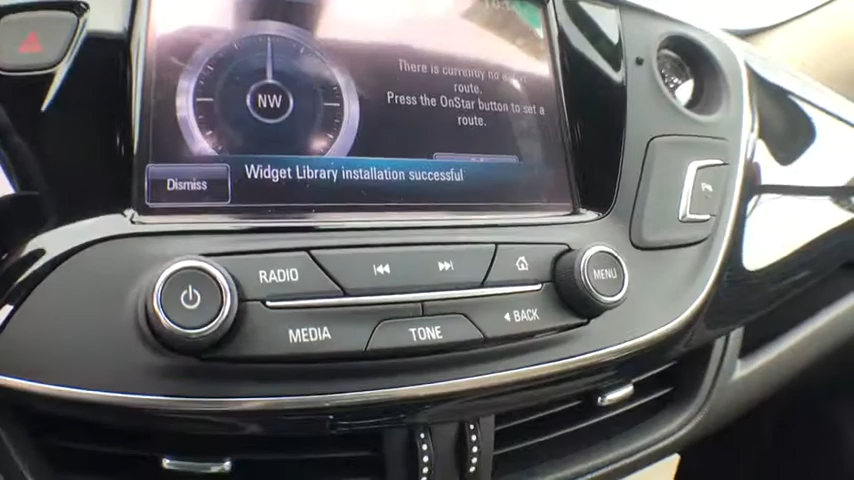 There is currently no active
route.
Press the OnStar button to set a
route.
NW
Dismiss
Widget Library installation successful.
RADIO
MENU
BACK
MEDIA
TONE